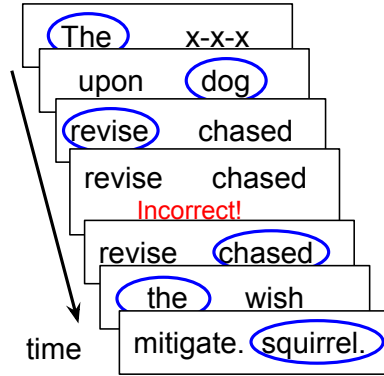 The x-x-x
upon dog
revise chased
revise chased
Incorrect!
revise chased
the wish
mitigate. squirrel.
time